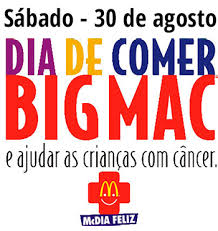 Sábado - 30 de agosto
DIA DE COMER
BIG MAC
e ajudar as crianças com câncer.
M
McDIA FELIZ